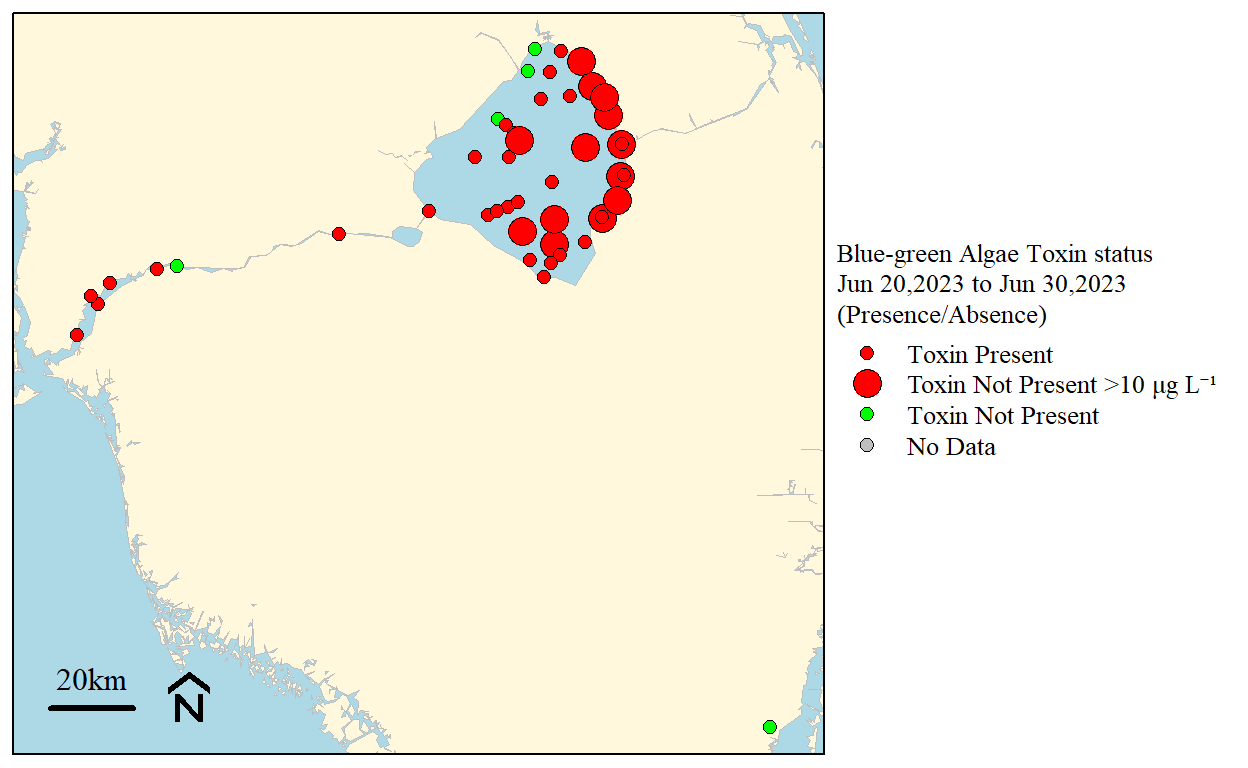 Blue-green Algae Toxin status
Jun 20,2023 to Jun 30,2023
(Presence/Absence)
Toxin Present
Toxin Not Present >10 μg L⁻¹
Toxin Not Present
No Data
20km
N